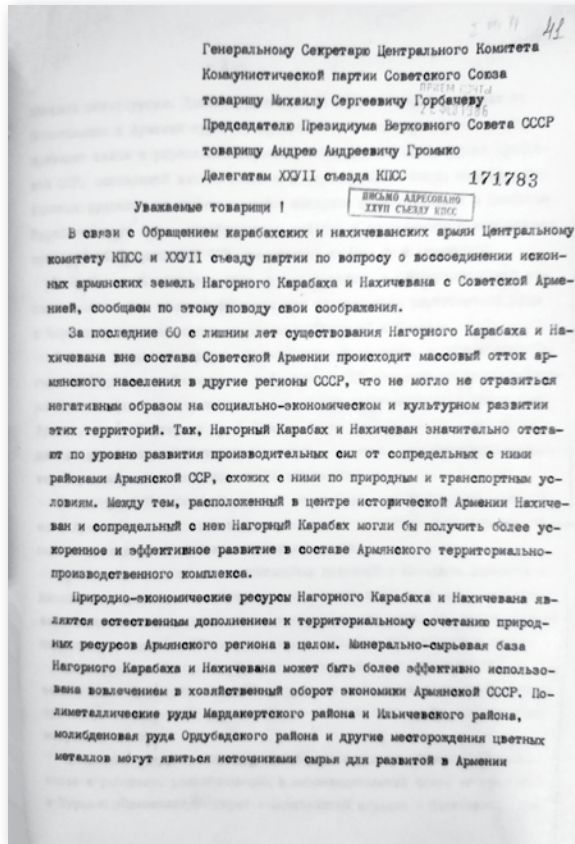 41
Генеральному Секретарю Центрального Комитета
Коммунистической партии Советского Союза
товарищу Михаилу Сергеевичу Горбачеву
Председателю Президиума Верховного Совета СССР
товарищу Андрею Андреевичу Громыко
Делегатам ХХУII съезда КПСС
171783
ПИСЬМО АДРЕСОВАНО
XXVII СЪЕЗДУ КПСС
Уважаемые товарищи !
В связи с Обращением карабахских и нахичеванских армян Центральному
комитету КПСС и ХХУII съезду партии по вопросу о воссоединении искон-
ных армянских земель Нагорного Карабаха и Нахичевана с Советской Арме-
нией, сообщаем по этому поводу свои соображения.
За последние 60 с лишним лет существования Нагорного Карабаха и На-
хичевана вне состава Советской Армении происходит массовый отток ар-
мянского населения в другие регионы СССР, что не могло не отразиться
негативным образом на социально-экономическом и культурном развитии
этих территорий. Так, Нагорный Карабах и Нахичеван значительно отста-
ют по уровню развития производительных сил от сопредельных с ними
районами Армянской ССР, схожих с ними по природным и транспортным ус-
ловиям. Между тем, расположенный в центре исторической Армении Нахиче-
ван и сопредельный с нею Нагорный Карабах могли бы получить более ус-
коренное и эффективное развитие в составе Армянского территориально-
производственного комплекса.
Природно-экономические ресурсы Нагорного Карабаха и Нахичевана яв-
ляются естественным дополнением к территориальному сочетанию природ-
ных ресурсов Армянского региона в целом. Минерально-сырьевая база
Нагорного Карабаха и Нахичевана может быть более эффективно использо-
вана вовлечением в хозяйственный оборот экономики Армянской СССР. По-
лиметаллические руды Мардакертского района и Ильичевского района,
молибденовая руда Ордубадского района и другие месторождения цветных
металлов могут явиться источниками сырья для развитой в Армении